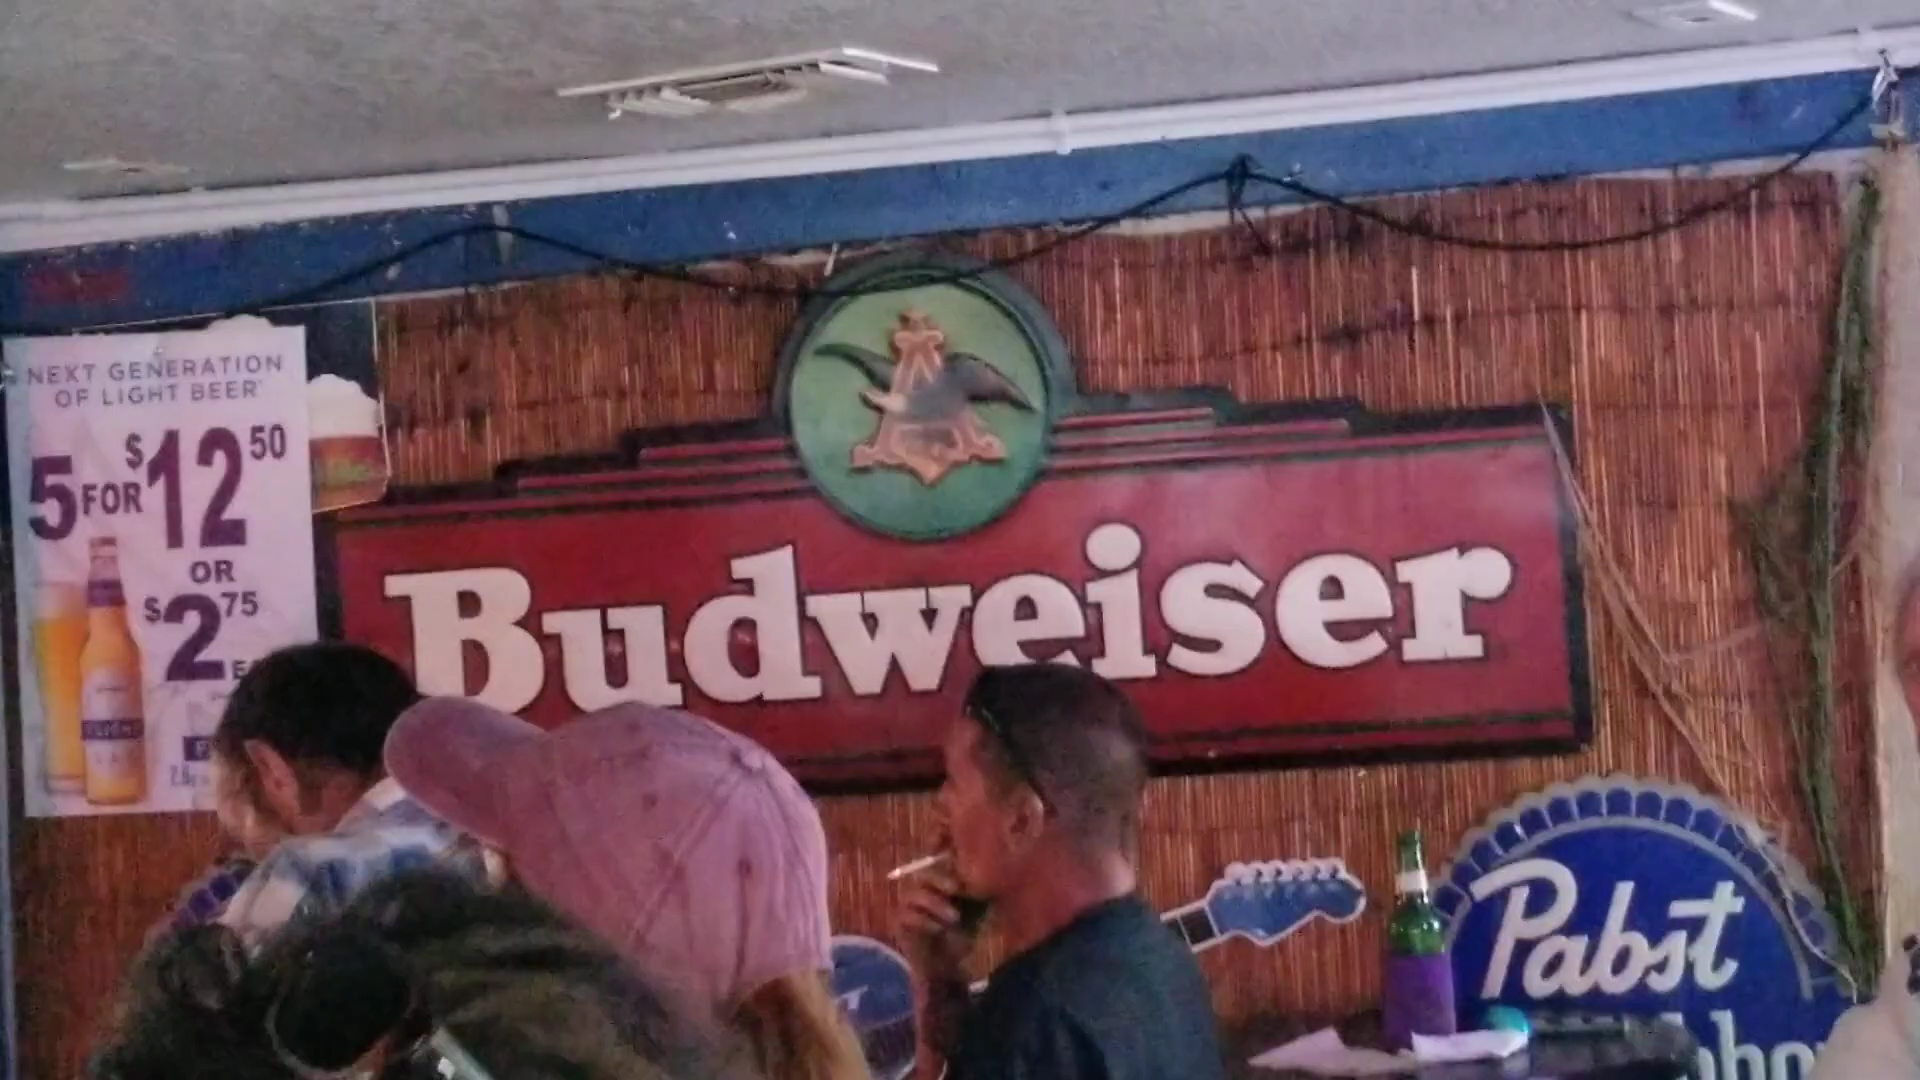 NEXT GENERATION
OF LIGHT BEER
5 FOR $12 50
OR
$2 75
Budweiser
Pabst